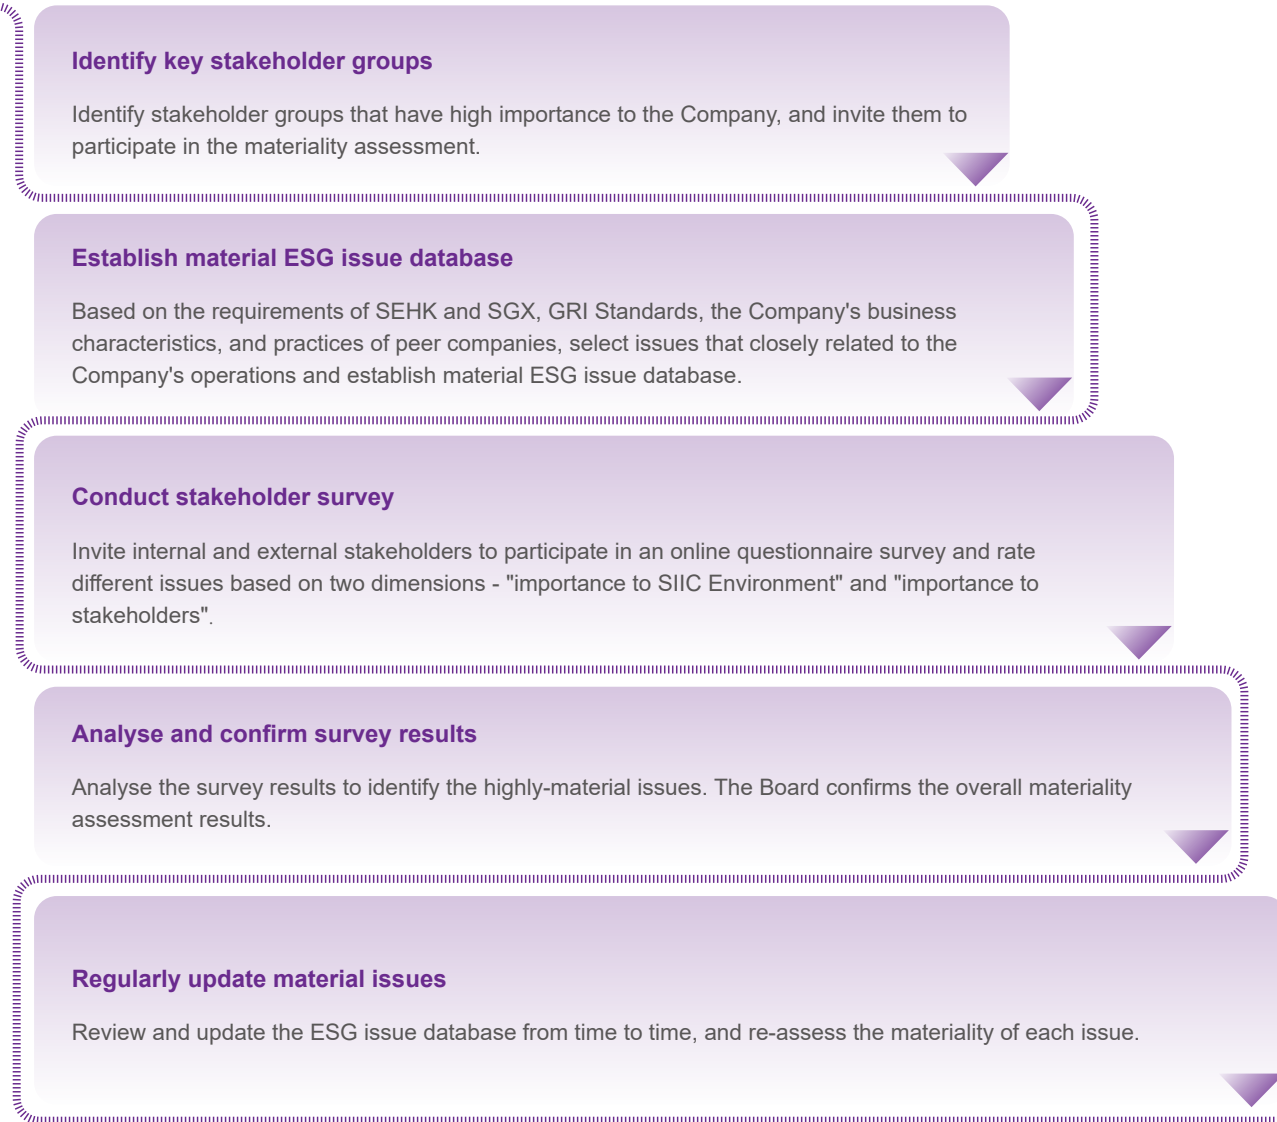 Identify key stakeholder groups
Identify stakeholder groups that have high importance to the Company, and invite them to
participate in the materiality assessment.
Establish material ESG issue database
Based on the requirements of SEHK and SGX, GRI Standards, the Company's business
characteristics, and practices of peer companies, select issues that closely related to the
Company's operations and establish material ESG issue database.
Conduct stakeholder survey
Invite internal and external stakeholders to participate in an online questionnaire survey and rate
different issues based on two dimensions - "importance to SIIC Environment" and "importance to
stakeholders".
Analyse and confirm survey results
Analyse the survey results to identify the highly-material issues. The Board confirms the overall materiality
assessment results.
Regularly update material issues
Review and update the ESG issue database from time to time, and re-assess the materiality of each issue.